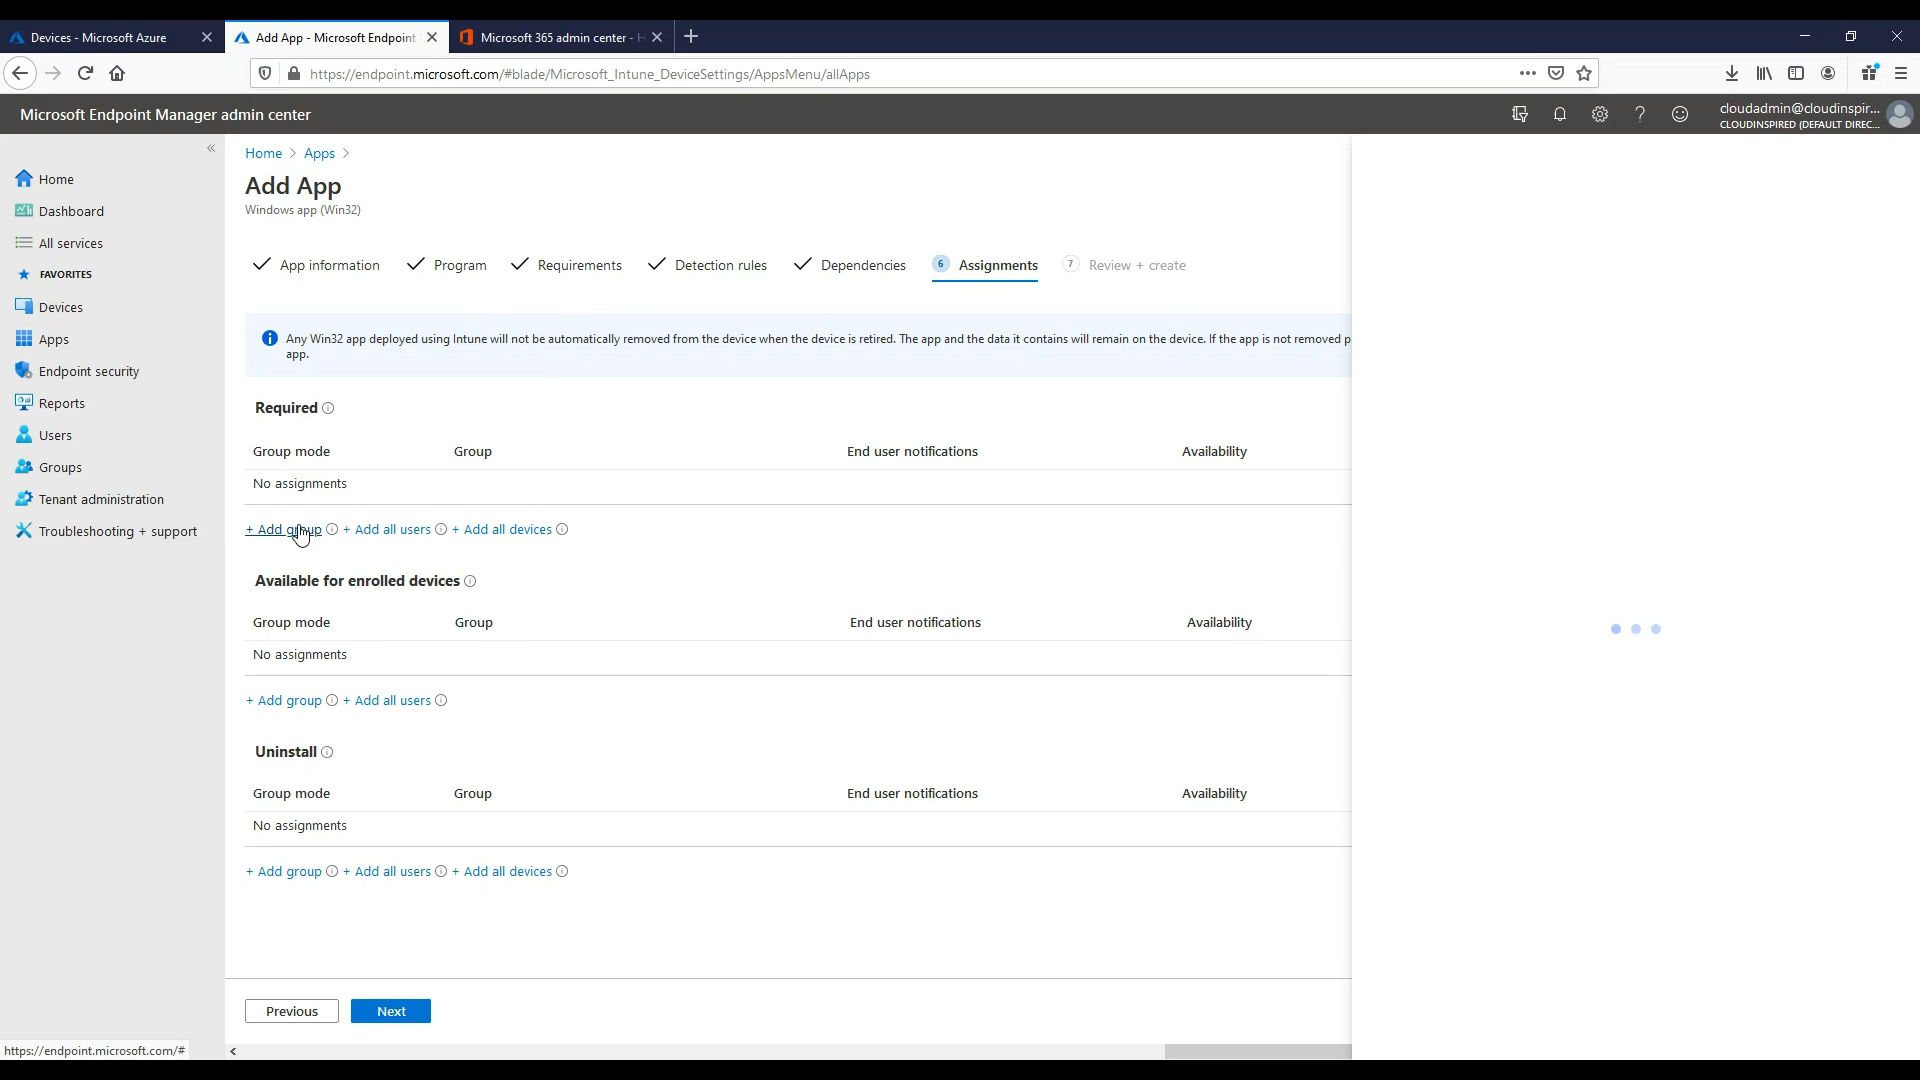 Devices - Microsoft Azure
Add App - Microsoft Endpoint
Microsoft 365 admin center -
https://endpoint.microsoft.com/#blade/Microsoft_Intune_DeviceSettings/AppsMenu/allApps
Microsoft Endpoint Manager admin center
cloudadmin@cloudinspir...
CLOUDINSPIRED (DEFAULT DIREC...
Home
Dashboard
All services
FAVORITES
Devices
Apps
Endpoint security
Reports
Users
Groups
Tenant administration
Troubleshooting + support
Home > Apps >
Add App
Windows app (Win32)
App information
Program
Requirements
Detection rules
Dependencies
6 Assignments
7 Review + create
Any Win32 app deployed using Intune will not be automatically removed from the device when the device is retired. The app and the data it contains will remain on the device. If the app is not removed p
app.
Required
Group mode Group End user notifications Availability
No assignments
+ Add group + Add all users + Add all devices
Available for enrolled devices
Group mode Group End user notifications Availability
No assignments
+ Add group + Add all users
Uninstall
Group mode Group End user notifications Availability
No assignments
+ Add group + Add all users + Add all devices
Previous Next
https://endpoint.microsoft.com/#